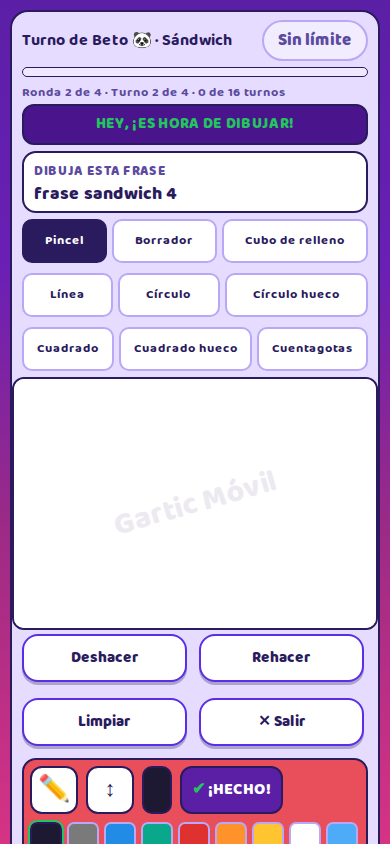 Turno de Beto 🐼 · Sándwich
Sin límite
Ronda 2 de 4 · Turno 2 de 4 · 0 de 16 turnos
HEY, ¡ES HORA DE DIBUJAR!
DIBUJA ESTA FRASE
frase sandwich 4
Pincel
Borrador
Cubo de relleno
Línea
Círculo
Círculo hueco
Cuadrado
Cuadrado hueco
Cuentagotas
Gartic Móvil
Deshacer
Rehacer
Limpiar
✕ Salir
✔ ¡HECHO!